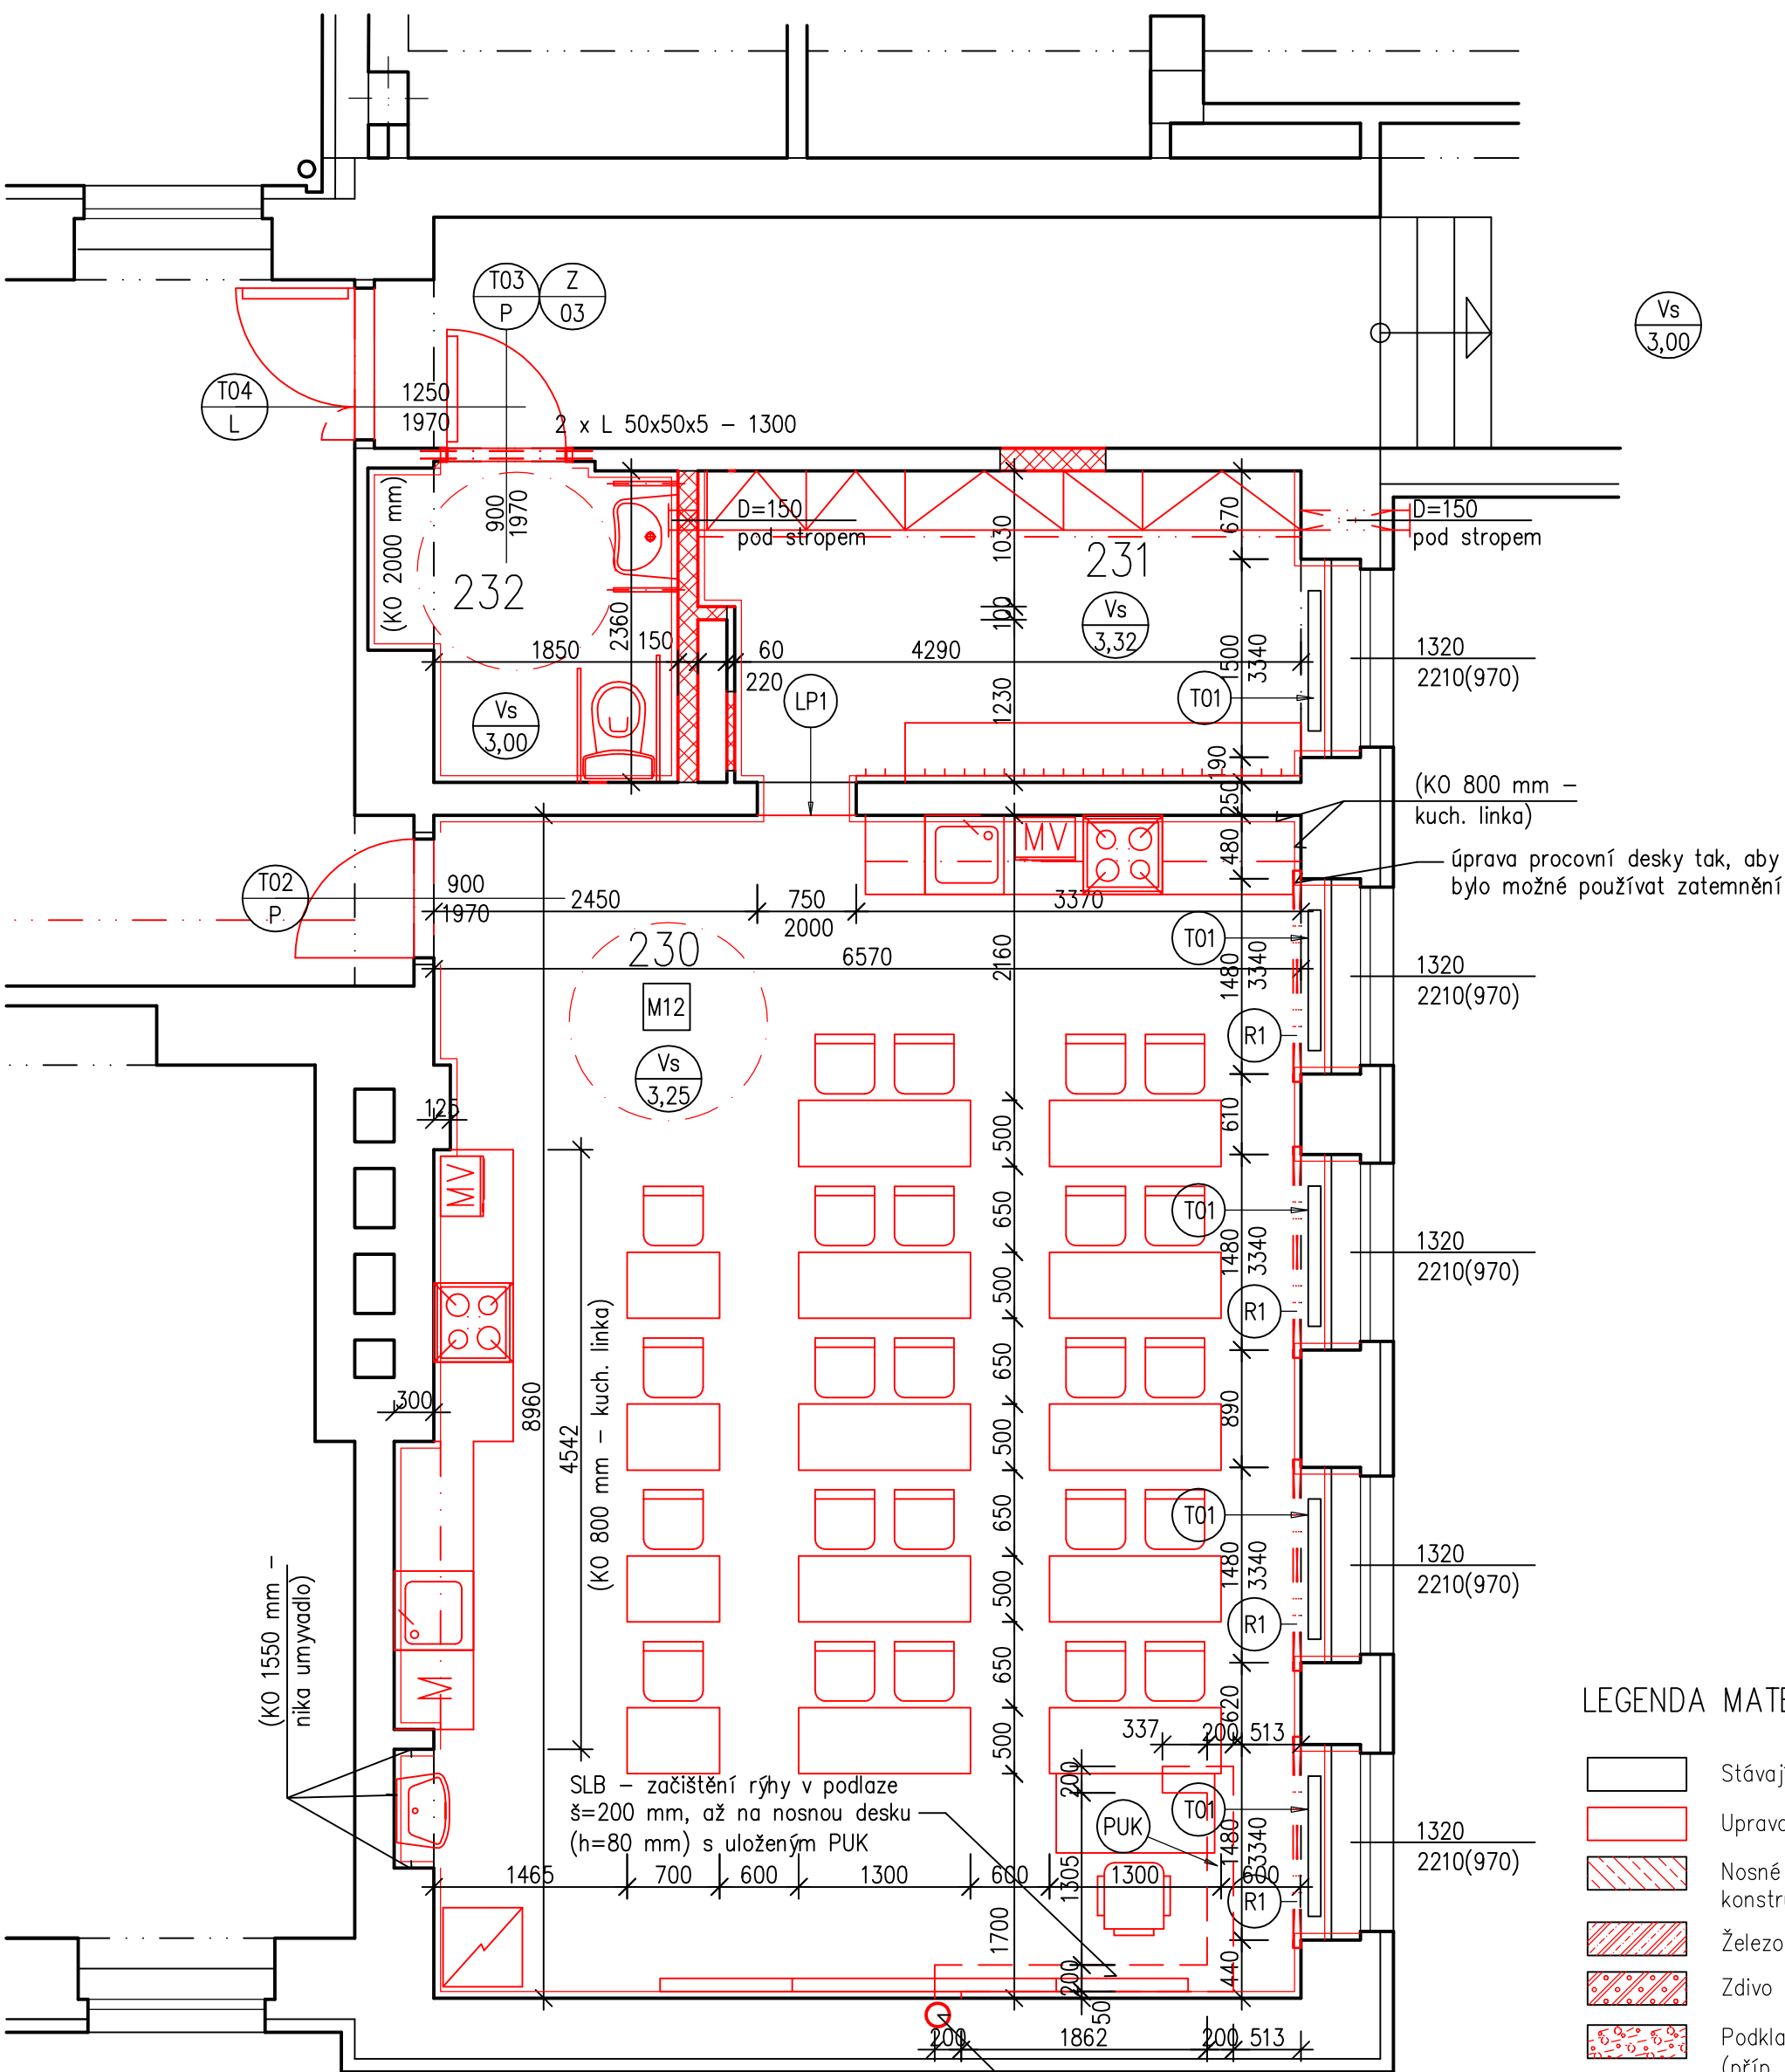 T03
P
Z
03
Vs
3,00
T04
L
1250
1970
2 x L 50x50x5 – 1300
(KO 2000 mm)
900
1970
232
2360
D=150
pod stropem
1030
100
1230
231
Vs
3,32
670
D=150
pod stropem
1500
3340
1320
2210(970)
1850
150
60
220
4290
T01
LP1
Vs
3,00
190
250
480
(KO 800 mm –
kuch. linka)
úprava procovní desky tak, aby
bylo možné používat zatemnění
MV
T02
P
900
1970
2450
750
2000
3370
230
6570
2160
T01
1480
3340
1320
2210(970)
M12
R1
Vs
3,25
125
500
610
MV
650
T01
1480
3340
1320
2210(970)
500
R1
8960
4542
(KO 800 mm – kuch. linka)
650
300
500
890
650
T01
1480
3340
1320
2210(970)
500
R1
(KO 1550 mm –
nika umyvadlo)
M
650
620
LEGENDA
500
337
200
513
SLB – začištění rýhy v podlaze
š=200 mm, až na nosnou desku
(h=80 mm) s uloženým PUK
200
PUK
T01
1480
3340
1320
2210(970)
1465
700
600
1300
600
1305
1300
600
R1
1700
200
440
50
200
1862
200
513
Nosné
Zdivo